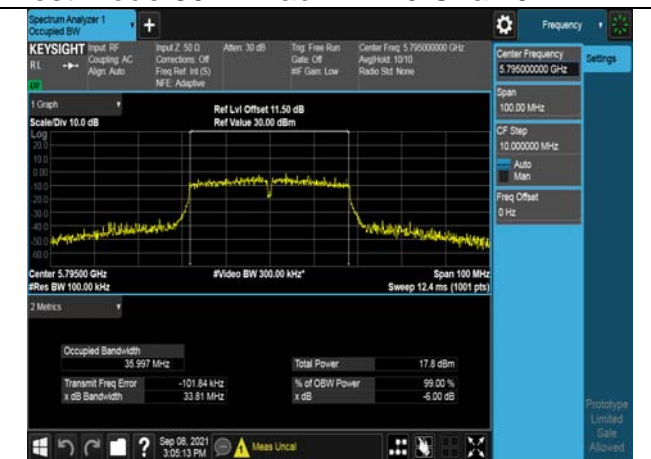 Spectrum Analyzer 1
Occupied BW
+
Frequency
KEYSIGHT
RL
Input: RF
Coupling: AC
Align: Auto
Input Z: 50 Ω
Corrections: Off
Freq Ref: Int (S)
NFE: Adaptive
Atten: 30 dB
Trig: Free Run
Gate: Off
#IF Gain: Low
Center Freq: 5.795000000 GHz
Avg|Hold: 10/10
Radio Std: None
Center Frequency
5.795000000 GHz
Settings
Span
100.00 MHz
CF Step
10.000000 MHz
Auto
Man
Freq Offset
0 Hz
1 Graph
Scale/Div 10.0 dB
Ref Lvl Offset 11.50 dB
Ref Value 30.00 dBm
Log
20.0
10.0
0.00
-10.0
-20.0
-30.0
-40.0
-50.0
-60.0
Center 5.79500 GHz
#Res BW 100.00 kHz
#Video BW 300.00 kHz*
Span 100 MHz
Sweep 12.4 ms (1001 pts)
2 Metrics
Occupied Bandwidth
35.997 MHz
Total Power 17.8 dBm
Transmit Freq Error -101.84 kHz
% of OBW Power 99.00 %
x dB Bandwidth 33.81 MHz
x dB -6.00 dB
Prototype
Limited
Sale
Allowed
?
Sep 08, 2021
3:05:13 PM
Meas Uncal